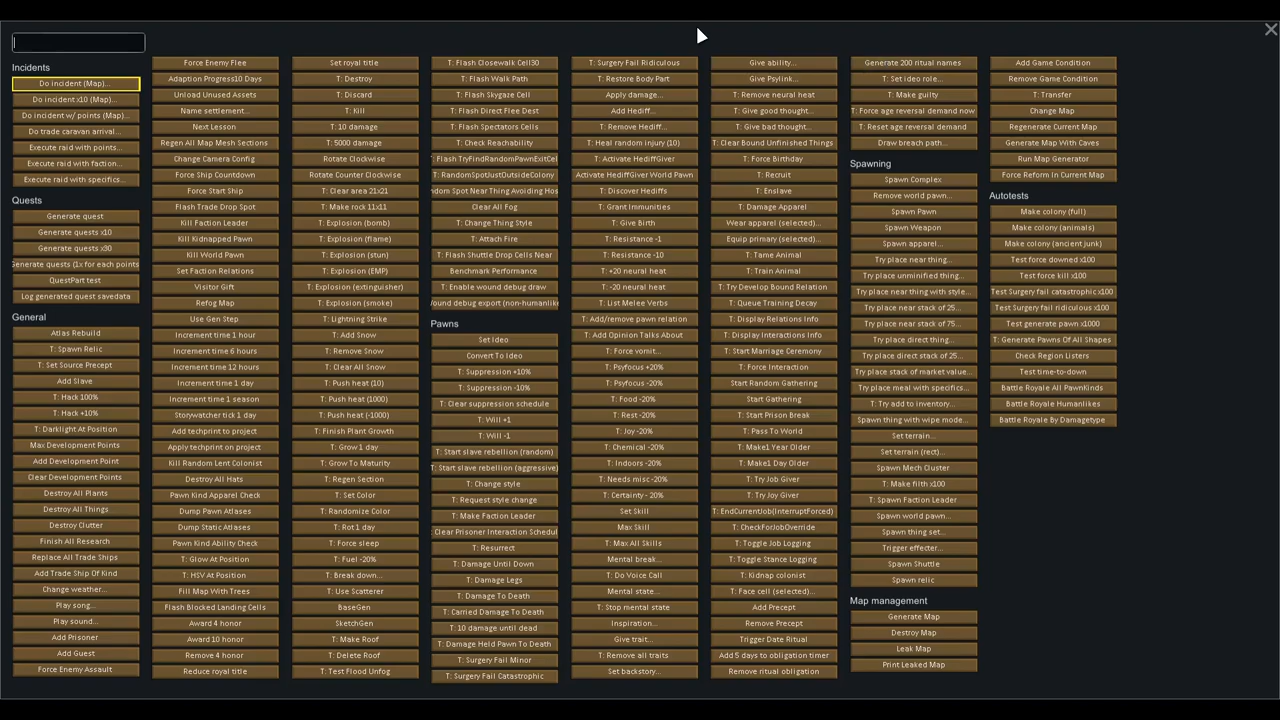 Incidents
Do incident (Map)...
Do incident x10 (Map)...
Do incident w/ points (Map)...
Do trade caravan arrival...
Execute raid with points...
Execute raid with faction...
Execute raid with specifics...
Quests
Generate quest
Generate quests x10
Generate quests x30
Generate quests (1x for each points
QuestPart test
Log generated quest savedata
General
Atlas Rebuild
T: Spawn Relic
T: Set Source Precept
Add Slave
T: Hack 100%
T: Hack +10%
T: Darklight At Position
Max Development Points
Add Development Point
Clear Development Points
Destroy All Plants
Destroy All Things
Destroy Clutter
Finish All Research
Replace All Trade Ships
Add Trade Ship Of Kind
Change weather...
Play song...
Play sound...
Add Prisoner
Add Guest
Force Enemy Assault
Force Enemy Flee
Adaption Progress10 Days
Unload Unused Assets
Name settlement...
Next Lesson
Regen All Map Mesh Sections
Change Camera Config
Force Ship Countdown
Force Start Ship
Flash Trade Drop Spot
Kill Faction Leader
Kill Kidnapped Pawn
Kill World Pawn
Set Faction Relations
Visitor Gift
Refog Map
Use Gen Step
Increment time 1 hour
Increment time 6 hours
Increment time 12 hours
Increment time 1 day
Increment time 1 season
Storywatcher tick 1 day
Add techprint to project
Apply techprint on project
Kill Random Lent Colonist
Destroy All Hats
Pawn Kind Apparel Check
Dump Pawn Atlases
Dump Static Atlases
Pawn Kind Ability Check
T: Glow At Position
T: HSV At Position
Fill Map With Trees
Flash Blocked Landing Cells
Award 4 honor
Award 10 honor
Remove 4 honor
Reduce royal title
Set royal title
T: Destroy
T: Discard
T: Kill
T: 10 damage
T: 5000 damage
Rotate Clockwise
Rotate Counter Clockwise
T: Clear area 21x21
T: Make rock 11x11
T: Explosion (bomb)
T: Explosion (flame)
T: Explosion (stun)
T: Explosion (EMP)
T: Explosion (extinguisher)
T: Explosion (smoke)
T: Lightning Strike
T: Add Snow
T: Remove Snow
T: Clear All Snow
T: Push heat (10)
T: Push heat (1000)
T: Push heat (-1000)
T: Finish Plant Growth
T: Grow 1 day
T: Grow To Maturity
T: Regen Section
T: Set Color
T: Randomize Color
T: Rot 1 day
T: Force sleep
T: Fuel -20%
T: Break down...
T: Use Scatterer
BaseGen
SketchGen
T: Make Roof
T: Delete Roof
T: Test Flood Unfog
T: Flash Closewalk Cell30
T: Flash Walk Path
T: Flash Skygaze Cell
T: Flash Direct Flee Dest
T: Flash Spectators Cells
T: Check Reachability
T: Flash TryFindRandomPawnExitCel
T: RandomSpotJustOutsideColony
ndom Spot Near Thing Avoiding Hos
Clear All Fog
T: Change Thing Style
T: Attach Fire
T: Flash Shuttle Drop Cells Near
Benchmark Performance
T: Enable wound debug draw
ound debug export (non-humanlik
Pawns
Set Ideo
Convert To Ideo
T: Suppression +10%
T: Suppression -10%
T: Clear suppression schedule
T: Will +1
T: Will -1
T: Start slave rebellion (random)
T: Start slave rebellion (aggressive)
T: Change style
T: Request style change
T: Make Faction Leader
Clear Prisoner Interaction Schedul
T: Resurrect
T: Damage Until Down
T: Damage Legs
T: Damage To Death
T: Carried Damage To Death
T: 10 damage until dead
T: Damage Held Pawn To Death
T: Surgery Fail Minor
T: Surgery Fail Catastrophic
T: Surgery Fail Ridiculous
T: Restore Body Part
Apply damage...
Add Hediff...
T: Remove Hediff...
T: Heal random injury (10)
T: Activate HediffGiver
Activate HediffGiver World Pawn
T: Discover Hediffs
T: Grant Immunities
T: Give Birth
T: Resistance -1
T: Resistance -10
T: +20 neural heat
T: -20 neural heat
T: List Melee Verbs
T: Add/remove pawn relation
T: Add Opinion Talks About
T: Force vomit...
T: Psyfocus +20%
T: Psyfocus -20%
T: Food -20%
T: Rest -20%
T: Joy -20%
T: Chemical -20%
T: Indoors -20%
T: Needs misc -20%
T: Certainty - 20%
Set Skill
Max Skill
T: Max All Skills
Mental break...
T: Do Voice Call
Mental state...
T: Stop mental state
Inspiration...
Give trait...
T: Remove all traits
Set backstory...
Give ability...
Give Psylink...
T: Remove neural heat
T: Give good thought...
T: Give bad thought...
T: Clear Bound Unfinished Things
T: Force Birthday
T: Recruit
T: Enslave
T: Damage Apparel
Wear apparel (selected)...
Equip primary (selected)...
T: Tame Animal
T: Train Animal
T: Try Develop Bound Relation
T: Queue Training Decay
T: Display Relations Info
T: Display Interactions Info
T: Start Marriage Ceremony
T: Force Interaction
Start Random Gathering
Start Gathering
T: Start Prison Break
T: Pass To World
T: Make1 Year Older
T: Make1 Day Older
T: Try Job Giver
T: Try Joy Giver
T: EndCurrentJob(InterruptForced)
T: CheckForJobOverride
T: Toggle Job Logging
T: Toggle Stance Logging
T: Kidnap colonist
T: Face cell (selected)...
Add Precept
Remove Precept
Trigger Date Ritual
Add 5 days to obligation timer
Remove ritual obligation
Generate 200 ritual names
T: Set ideo role...
T: Make guilty
T: Force age reversal demand now
T: Reset age reversal demand
Draw breach path...
Spawning
Spawn Complex
Remove world pawn...
Spawn Pawn
Spawn Weapon
Spawn apparel...
Try place near thing...
Try place unminified thing...
Try place near thing with style...
Try place near stack of 25...
Try place near stack of 75...
Try place direct thing...
Try place direct stack of 25...
Try place stack of market value...
Try place meal with specifics...
T: Try add to inventory...
Spawn thing with wipe mode...
Set terrain...
Set terrain (rect)...
Spawn Mech Cluster
T: Make filth x100
T: Spawn Faction Leader
Spawn world pawn...
Spawn thing set...
Trigger effecter...
Spawn Shuttle
Spawn relic
Map management
Generate Map
Destroy Map
Leak Map
Print Leaked Map
Add Game Condition
Remove Game Condition
T: Transfer
Change Map
Regenerate Current Map
Generate Map With Caves
Run Map Generator
Force Reform In Current Map
Autotests
Make colony (full)
Make colony (animals)
Make colony (ancient junk)
Test force downed x100
Test force kill x100
Test Surgery fail catastrophic x100
Test Surgery fail ridiculous x100
Test generate pawn x1000
T: Generate Pawns Of All Shapes
Check Region Listers
Test time-to-down
Battle Royale All PawnKinds
Battle Royale Humanlikes
Battle Royale By Damagetype